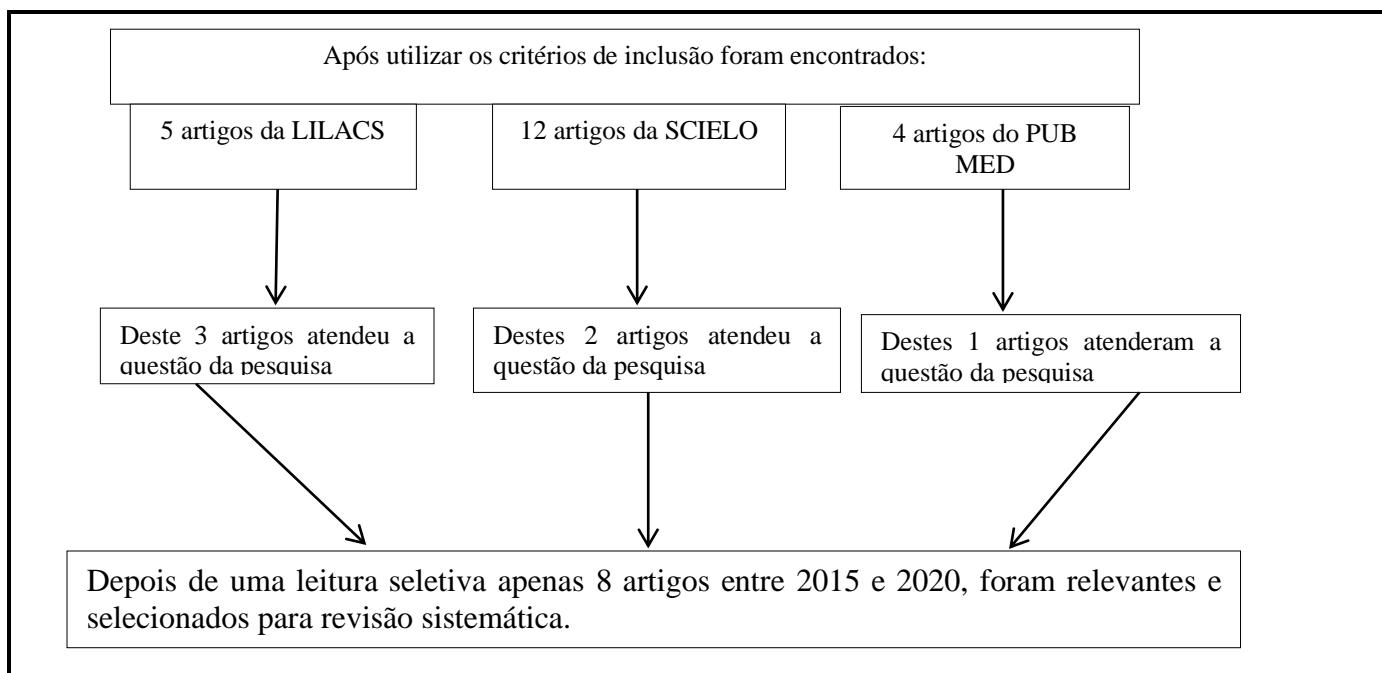 Após utilizar os critérios de inclusão foram encontrados:
5 artigos da LILACS
12 artigos da SCIELO
4 artigos do PUB
MED
Deste 3 artigos atendeu a
questão da pesquisa
Destes 2 artigos atendeu a
questão da pesquisa
Destes 1 artigos atenderam a
questão da pesquisa
Depois de uma leitura seletiva apenas 8 artigos entre 2015 e 2020, foram relevantes e
selecionados para revisão sistemática.